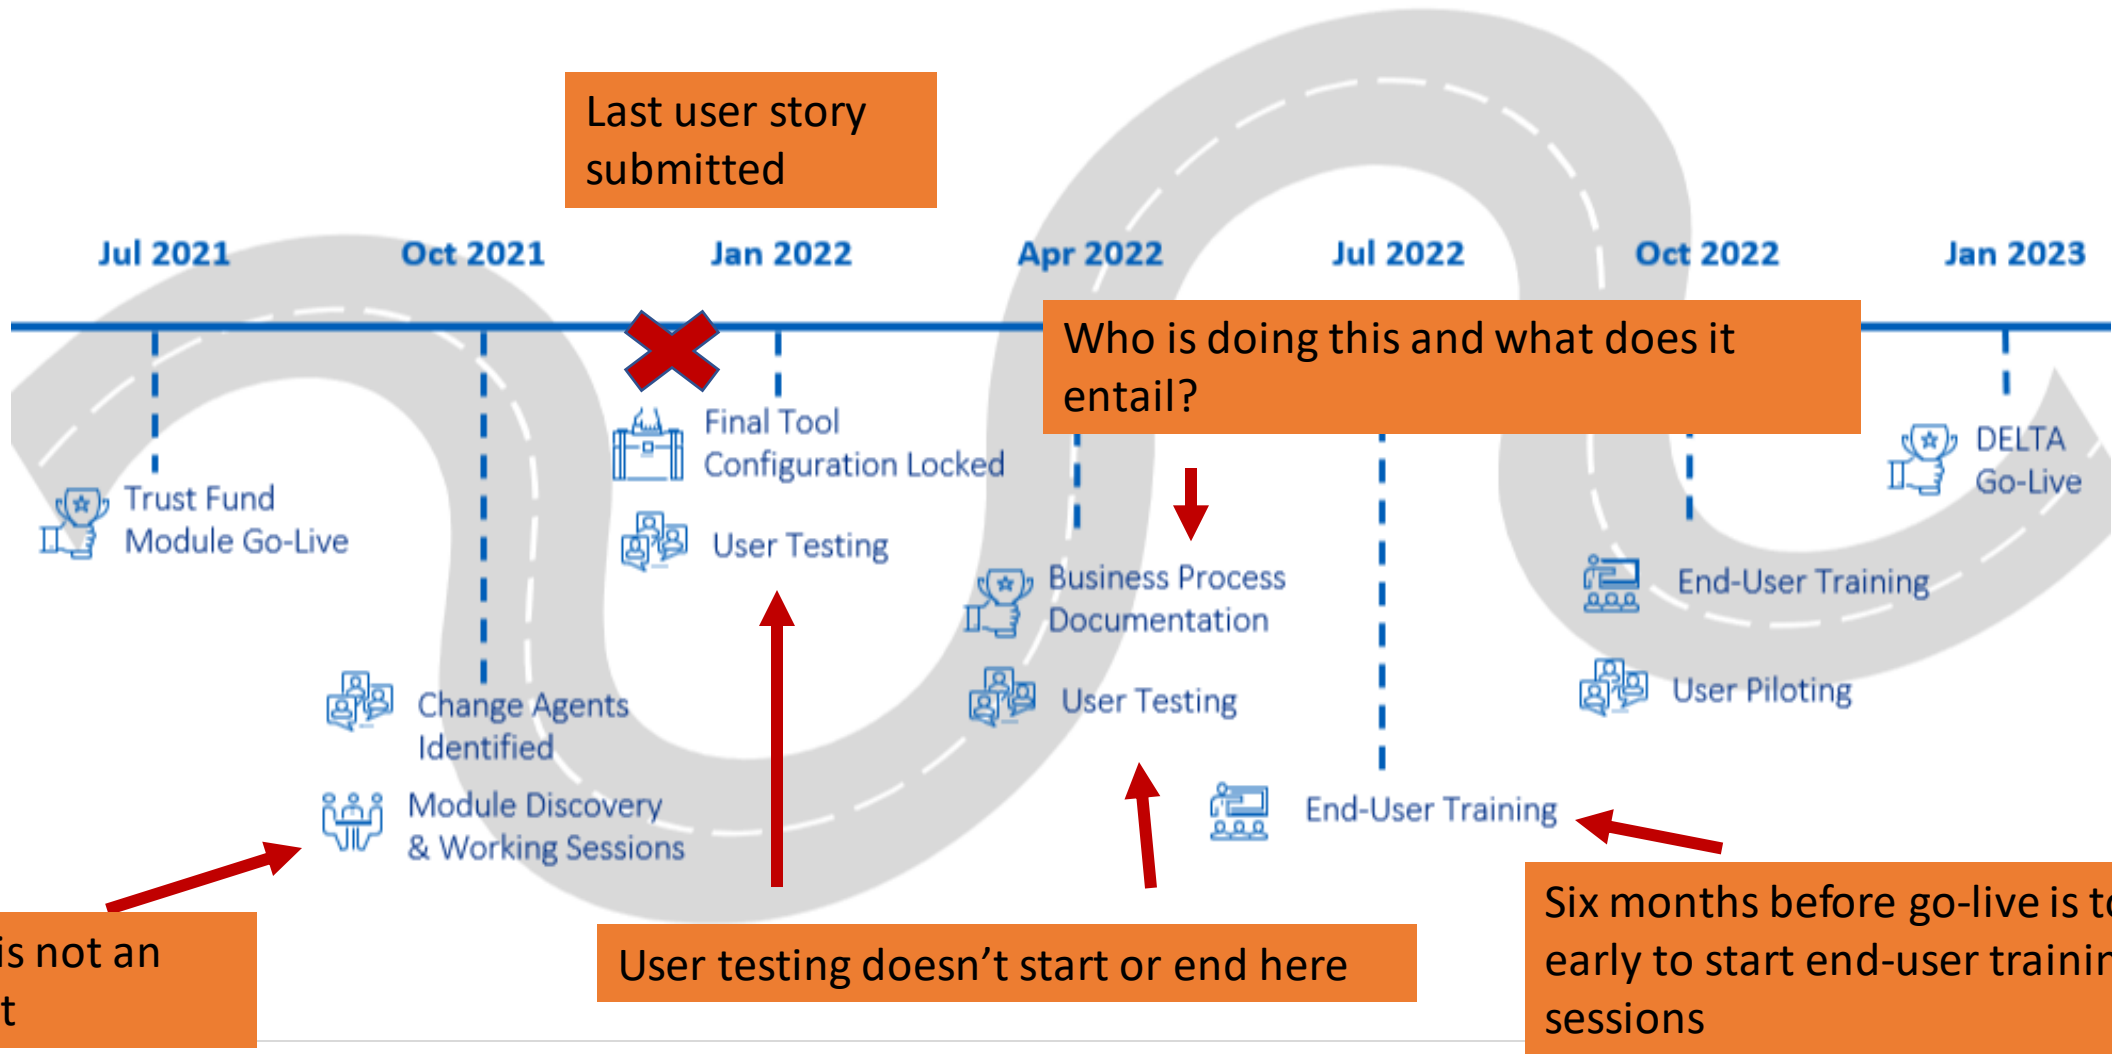 Last user story
submitted
Jul 2021
Oct 2021
Jan 2022
Apr 2022
Jul 2022
Oct 2022
Jan 2023
Who is doing this and what does it
entail?
Final Tool
Configuration Locked
User Testing
Trust Fund
Module Go-Live
Change Agents
Identified
Module Discovery
& Working Sessions
Business Process
Documentation
User Testing
End-User Training
End-User Training
User Piloting
DELTA
Go-Live
is not an
t
User testing doesn’t start or end here
Six months before go-live is
early to start end-user
sessions